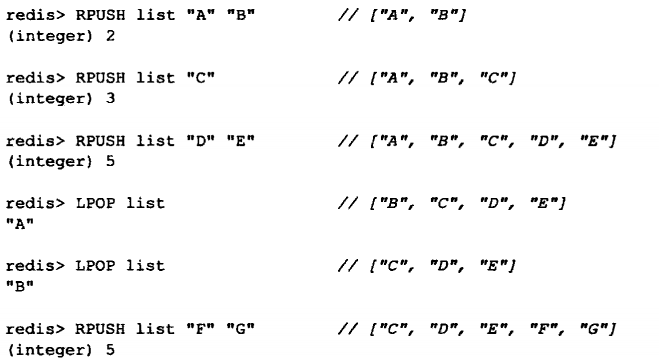 redis> RPUSH list "A" "B" // ["A", "B"]
(integer) 2
redis> RPUSH list "C" // ["A", "B", "C"]
(integer) 3
redis> RPUSH list "D" "E" // ["A", "B", "C", "D", "E"]
(integer) 5
redis> LPOP list // ["B", "C", "D", "E"]
"A"
redis> LPOP list // ["C", "D", "E"]
"B"
redis> RPUSH list "F" "G" // ["C", "D", "E", "F", "G"]
(integer) 5